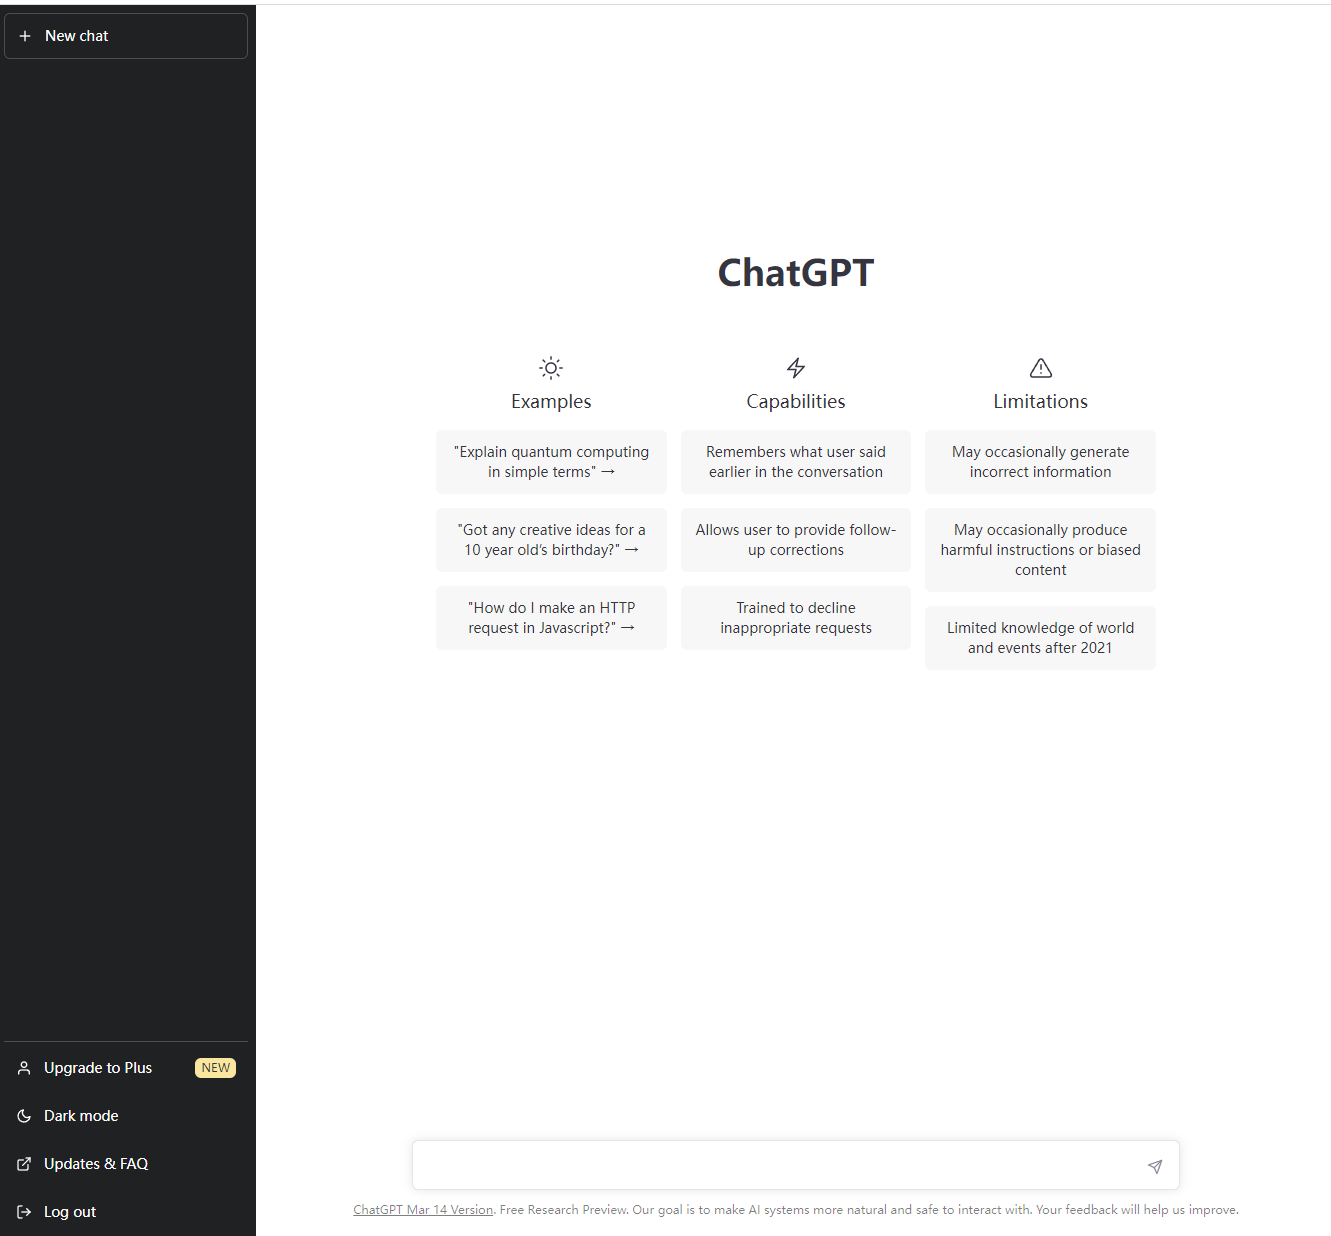 New chat
ChatGPT
Examples
"Explain quantum computing
in simple terms" →
"Got any creative ideas for a
10 year old’s birthday?" →
"How do I make an HTTP
request in Javascript?" →
Capabilities
Remembers what user said
earlier in the conversation
Allows user to provide follow-
up corrections
Trained to decline
inappropriate requests
Limitations
May occasionally generate
incorrect information
May occasionally produce
harmful instructions or biased
content
Limited knowledge of world
and events after 2021
Upgrade to Plus NEW
Dark mode
Updates & FAQ
Log out
ChatGPT Mar 14 Version. Free Research Preview. Our goal is to make AI systems more natural and safe to interact with. Your feedback will help us improve.